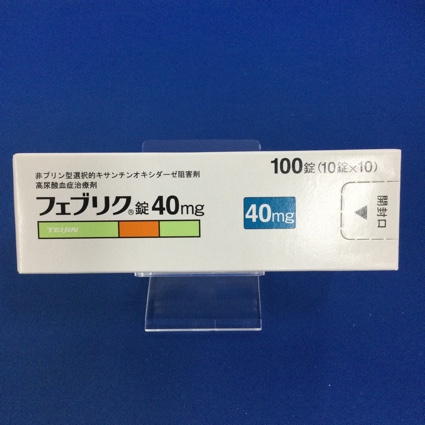 非プリン型選択的キサンチンオキシダーゼ阻害剤
高尿酸血症治療剤
フェブリク®錠40mg
TEIJIN
100錠(10錠×10)
40mg
開封口